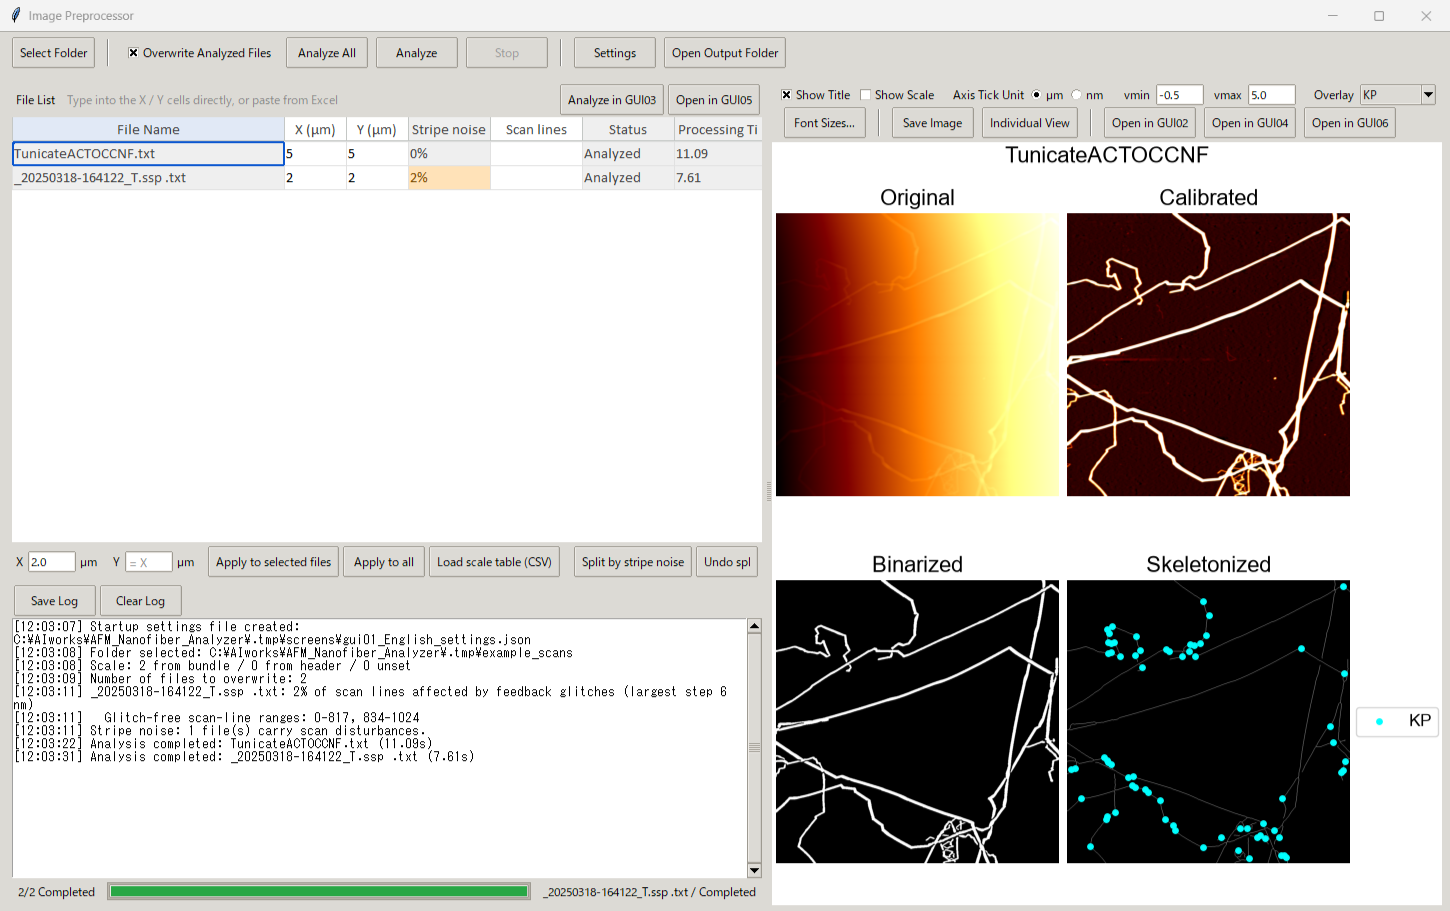 Image Preprocessor
Select Folder
Overwrite Analyzed Files
Analyze All
Analyze
Stop
Settings
Open Output Folder
File List
Type into the X / Y cells directly, or paste from Excel
Analyze in GUI03
Open in GUI05
File Name X (µm) Y (µm) Stripe noise Scan lines Status Processing Ti
TunicateACTOCCNF.txt 5 5 0% Analyzed 11.09
_20250318-164122_T.ssp .txt 2 2 2% Analyzed 7.61
X 2.0 µm Y = X µm
Apply to selected files
Apply to all
Load scale table (CSV)
Split by stripe noise
Undo spl
Save Log
Clear Log
[12:03:07] Startup settings file created:
C:¥AIworks¥AFM_Nanofiber_Analyzer¥.tmp¥screens¥gui01_English_settings.json
[12:03:08] Folder selected: C:¥AIworks¥AFM_Nanofiber_Analyzer¥.tmp¥example_scans
[12:03:08] Scale: 2 from bundle / 0 from header / 0 unset
[12:03:09] Number of files to overwrite: 2
[12:03:11] _20250318-164122_T.ssp .txt: 2% of scan lines affected by feedback glitches (largest step 6
nm)
[12:03:11]   Glitch-free scan-line ranges: 0-817, 834-1024
[12:03:11] Stripe noise: 1 file(s) carry scan disturbances.
[12:03:22] Analysis completed: TunicateACTOCCNF.txt (11.09s)
[12:03:31] Analysis completed: _20250318-164122_T.ssp .txt (7.61s)
2/2 Completed
_20250318-164122_T.ssp .txt / Completed
Show Title
Show Scale
Axis Tick Unit
µm
nm
vmin -0.5
vmax 5.0
Overlay KP
Font Sizes...
Save Image
Individual View
Open in GUI02
Open in GUI04
Open in GUI06
TunicateACTOCCNF
Original
Calibrated
Binarized
Skeletonized
KP